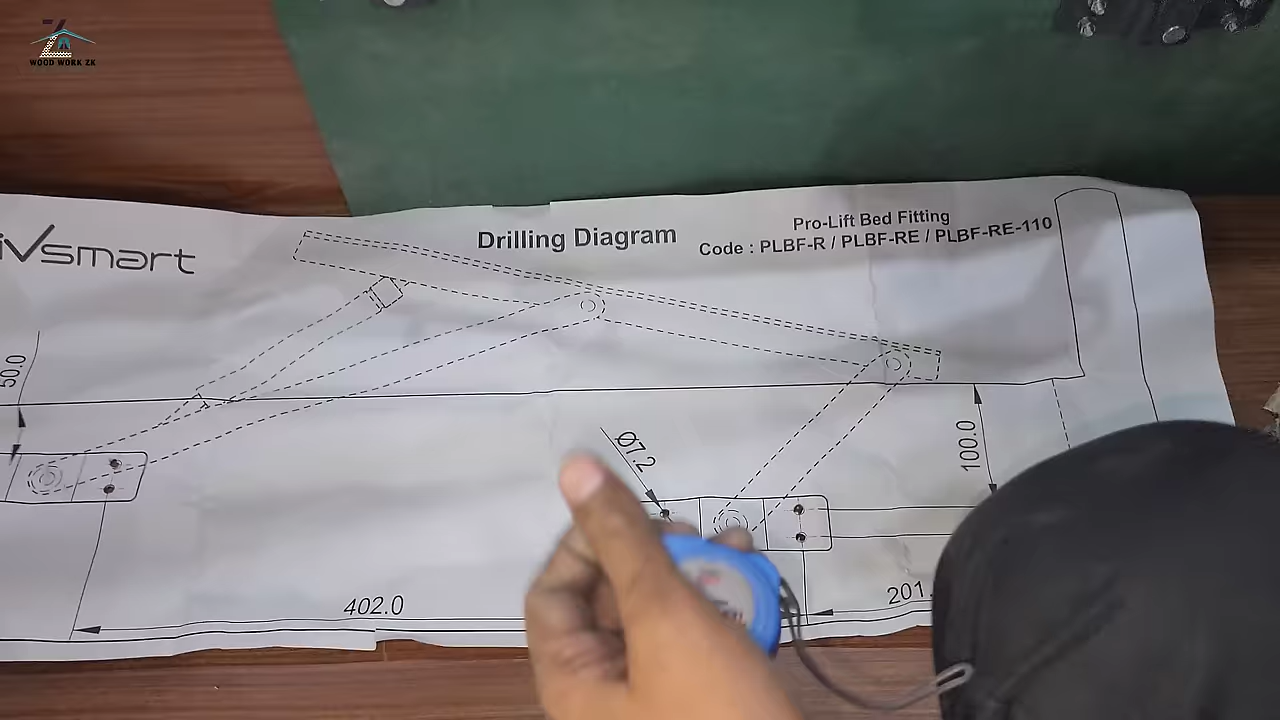 WOOD WORK ZK
ivsmart
Drilling Diagram
Pro-Lift Bed Fitting
Code : PLBF-R / PLBF-RE / PLBF-RE-110
50.0
Ø7.2
100.0
402.0
201.